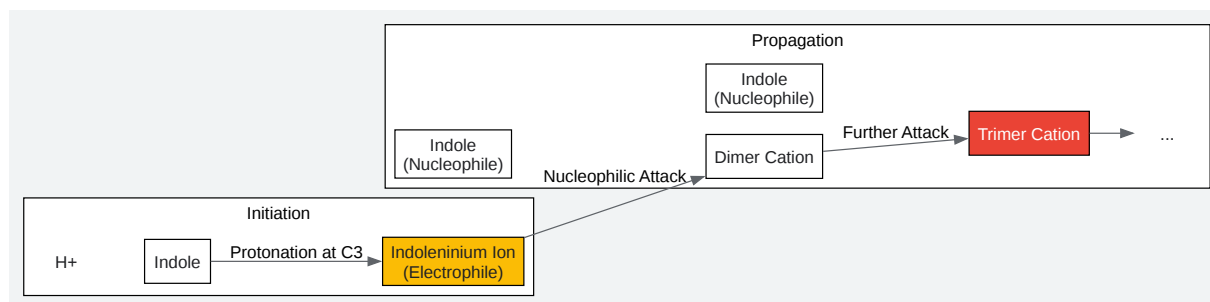 Propagation
Indole
(Nucleophile)
Indole
(Nucleophile)
Further Attack
Trimer Cation
...
Dimer Cation
Nucleophilic Attack
Initiation
H+
Indole
Protonation at C3
Indoleninium Ion
(Electrophile)